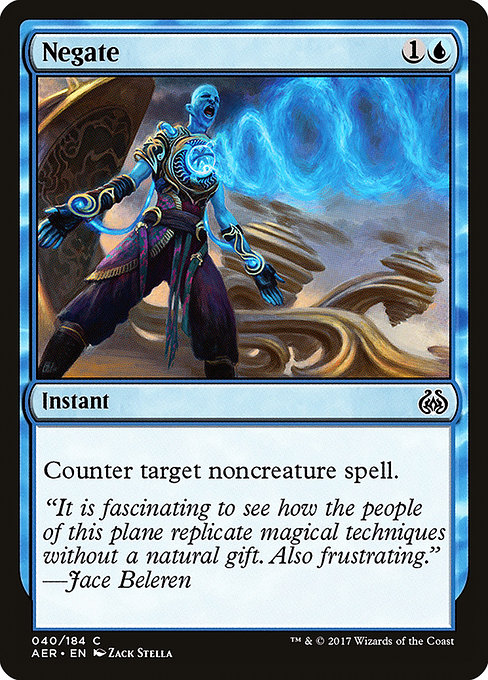 Negate 1
Instant
Counter target noncreature spell.
“It is fascinating to see how the people
of this plane replicate magical techniques
without a natural gift. Also frustrating.”
—Jace Beleren
040/184 C
™ & © 2017 Wizards of the Coast
AER • EN Zack Stella